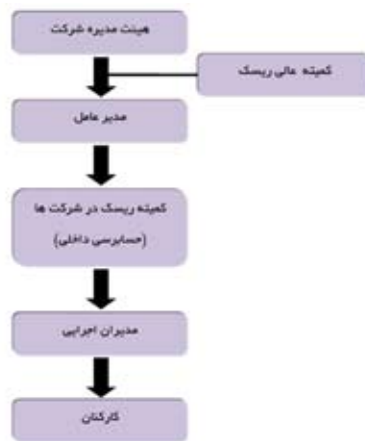 هیئت مدیره شرکت
کمیته عالی ریسک
مدیر عامل
کمیته ریسک در شرکت ها
(حسابرسی داخلی)
مدیران اجرایی
کارکنان